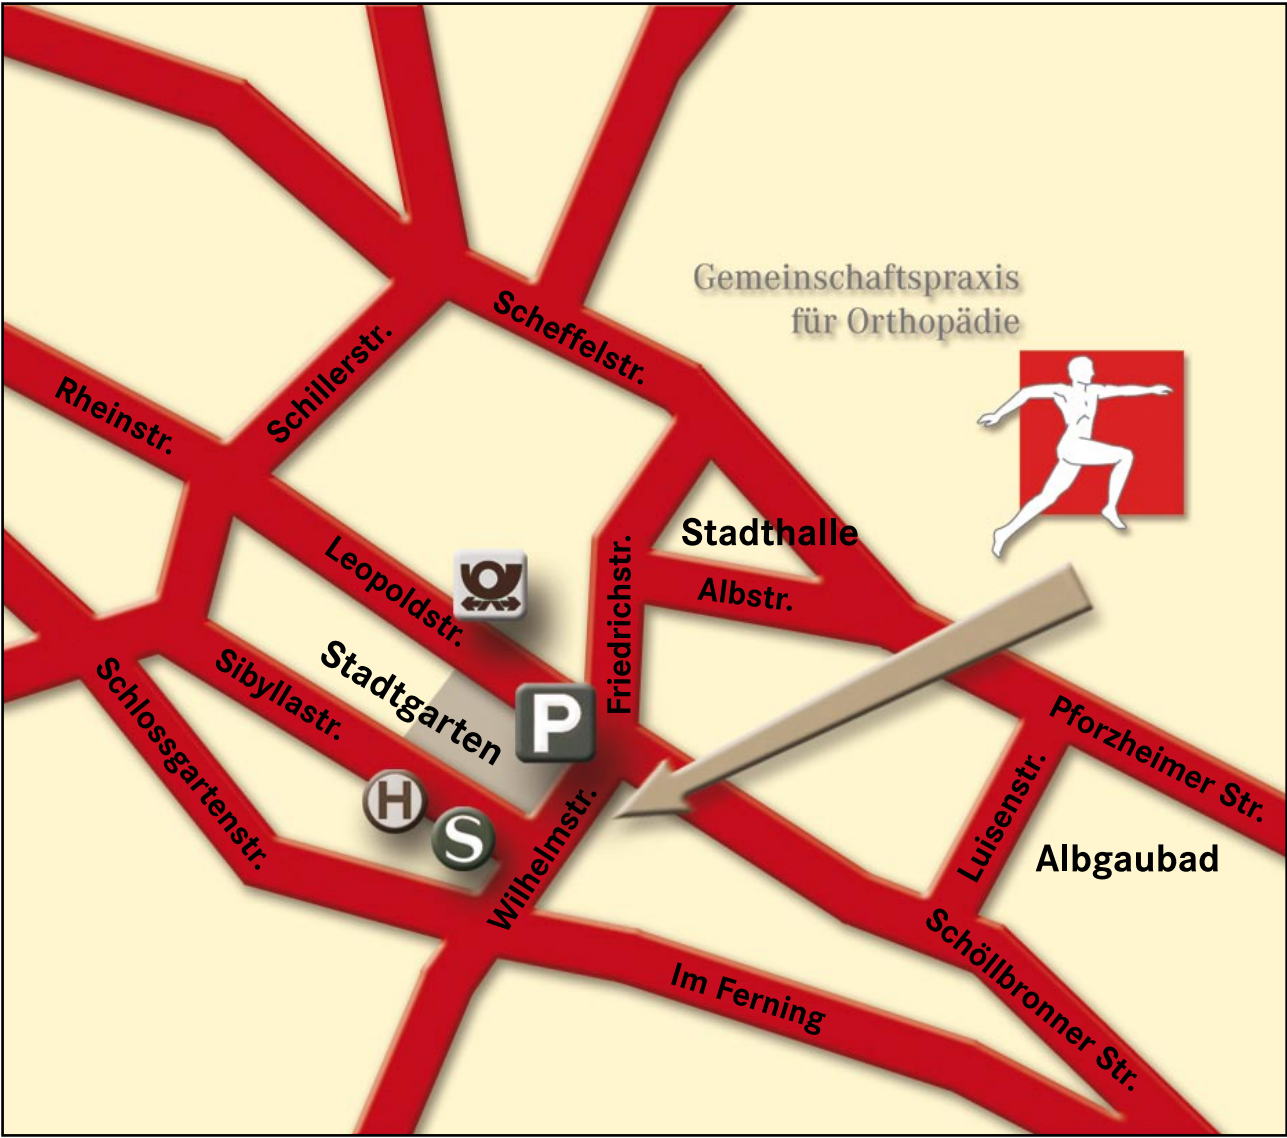 Gemeinschaftspraxis
für Orthopädie
Scheffelstr.
Schillerstr.
Rheinstr.
Stadthalle
Leopoldstr.
Albstr.
Friedrichstr.
Stadtgarten
Sibyllastr.
Schlossgartenstr.
P
H
S
Wilhelmstr.
Pforzheimer Str.
Luisenstr.
Albgaubad
Schöllbronner Str.
Im Ferning